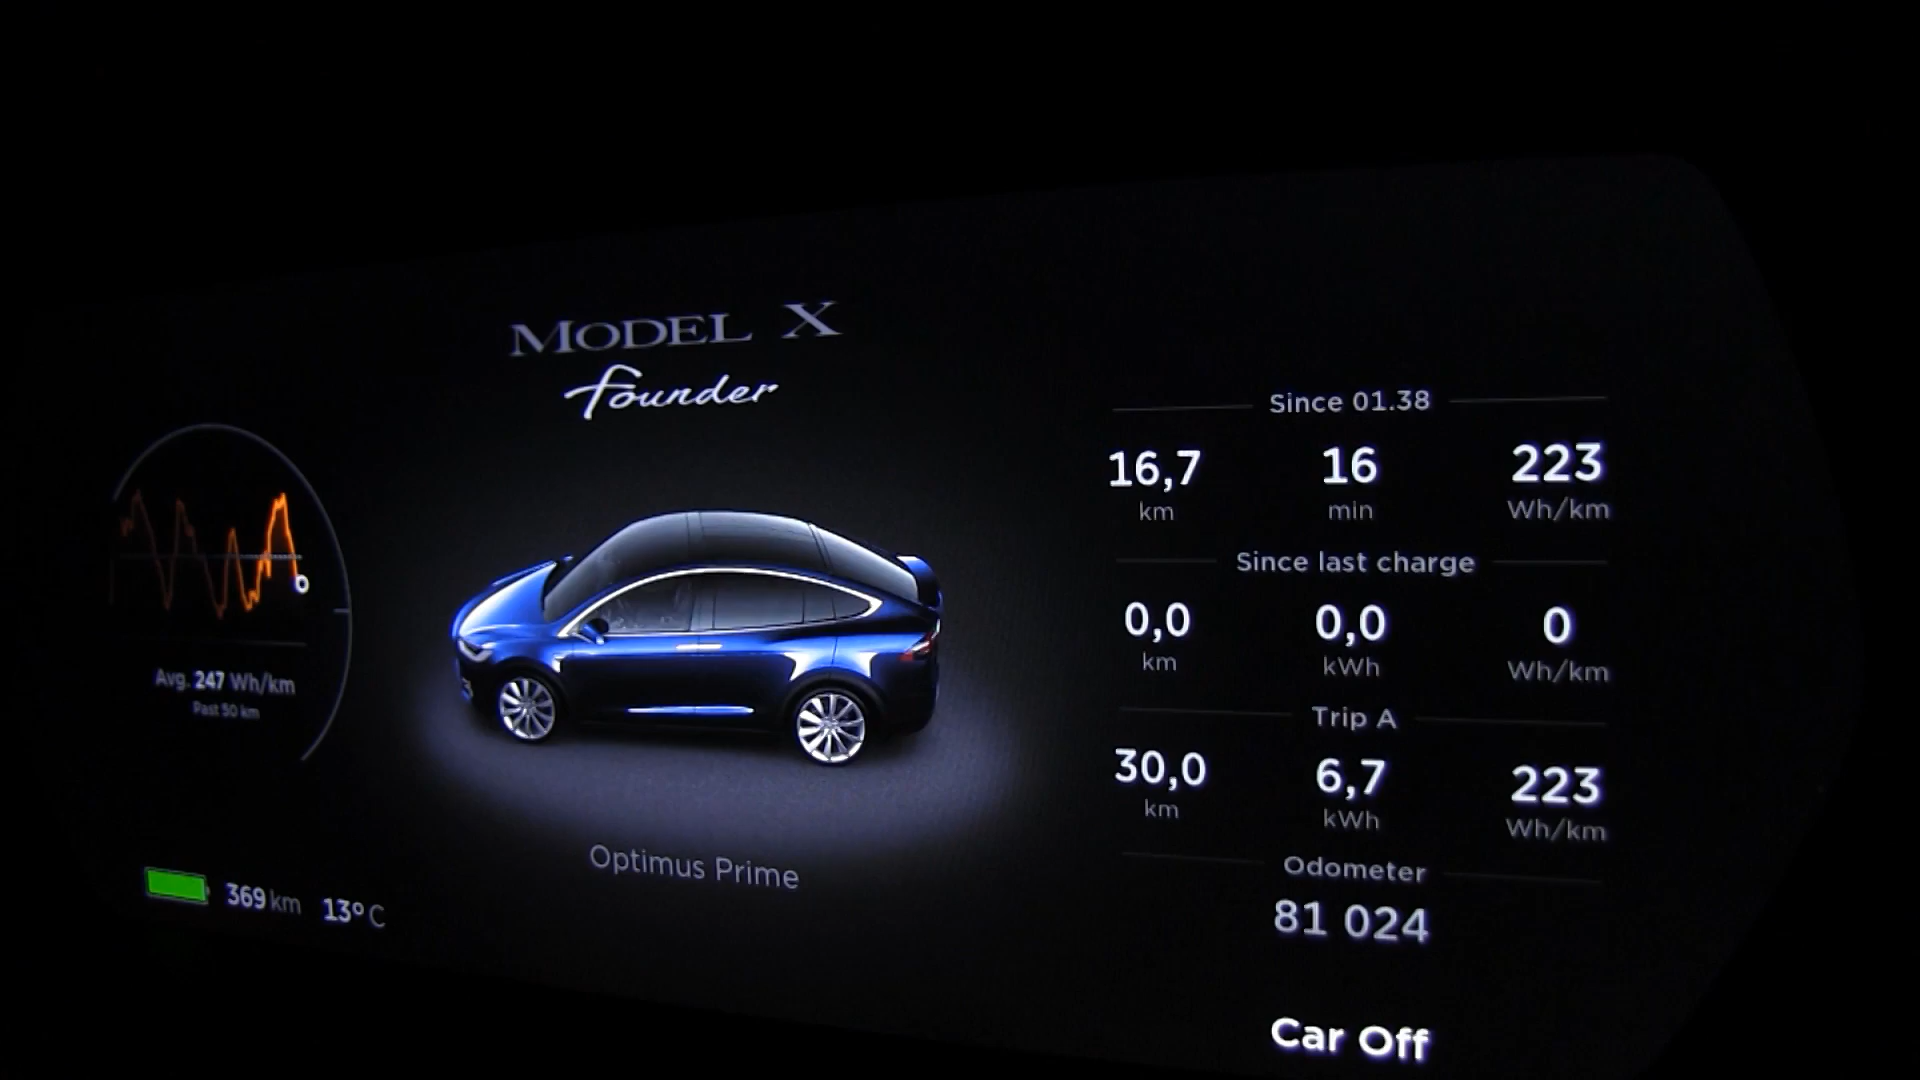 MODEL X
Founder
Avg. 247 Wh/km
Past 50 km
369 km 13° C
Optimus Prime
Since 01.38
16,7 16 223
km min Wh/km
Since last charge
0,0 0,0 0
km kWh Wh/km
Trip A
30,0 6,7 223
km kWh Wh/km
Odometer
81 024
Car Off